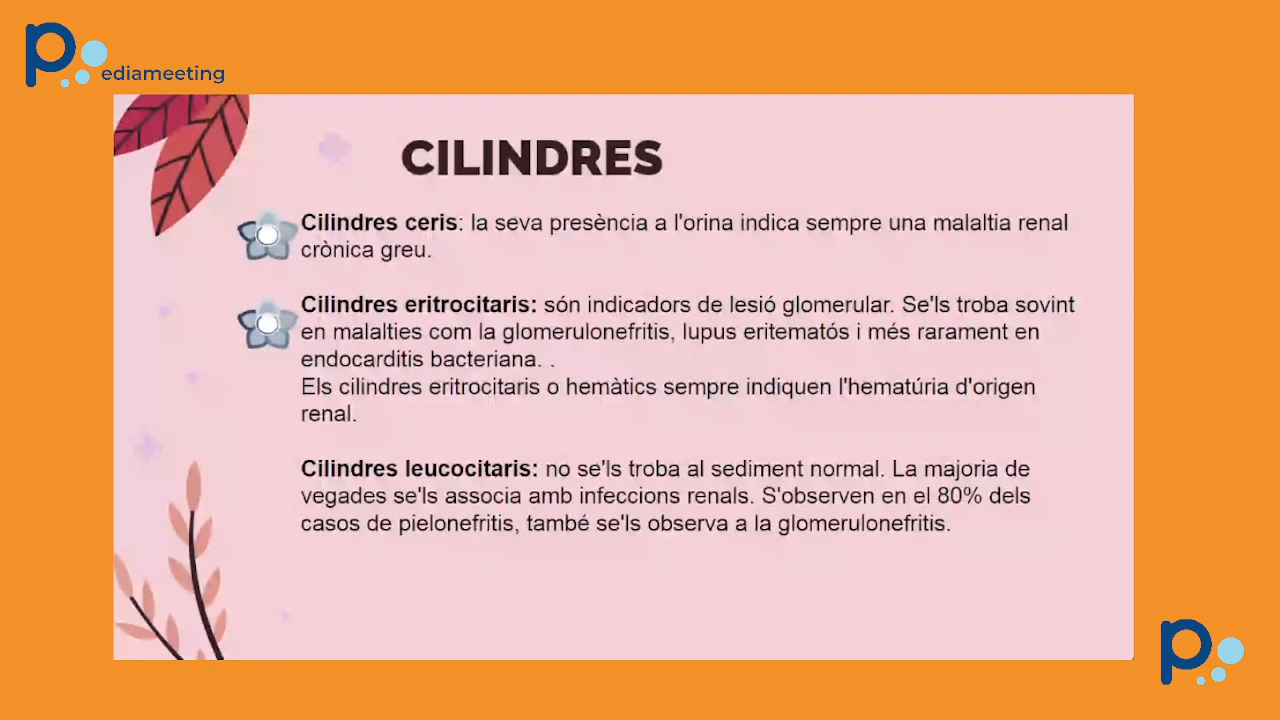 pediameeting
CILINDRES
Cilindres ceris: la seva presència a l'orina indica sempre una malaltia renal
crònica greu.
Cilindres eritrocitaris: són indicadors de lesió glomerular. Se'ls troba sovint
en malalties com la glomerulonefritis, lupus eritematós i més rarament en
endocarditis bacteriana. .
Els cilindres eritrocitaris o hemàtics sempre indiquen l'hematúria d'origen
renal.
Cilindres leucocitaris: no se'ls troba al sediment normal. La majoria de
vegades se'ls associa amb infeccions renals. S'observen en el 80% dels
casos de pielonefritis, també se'ls observa a la glomerulonefritis.
p